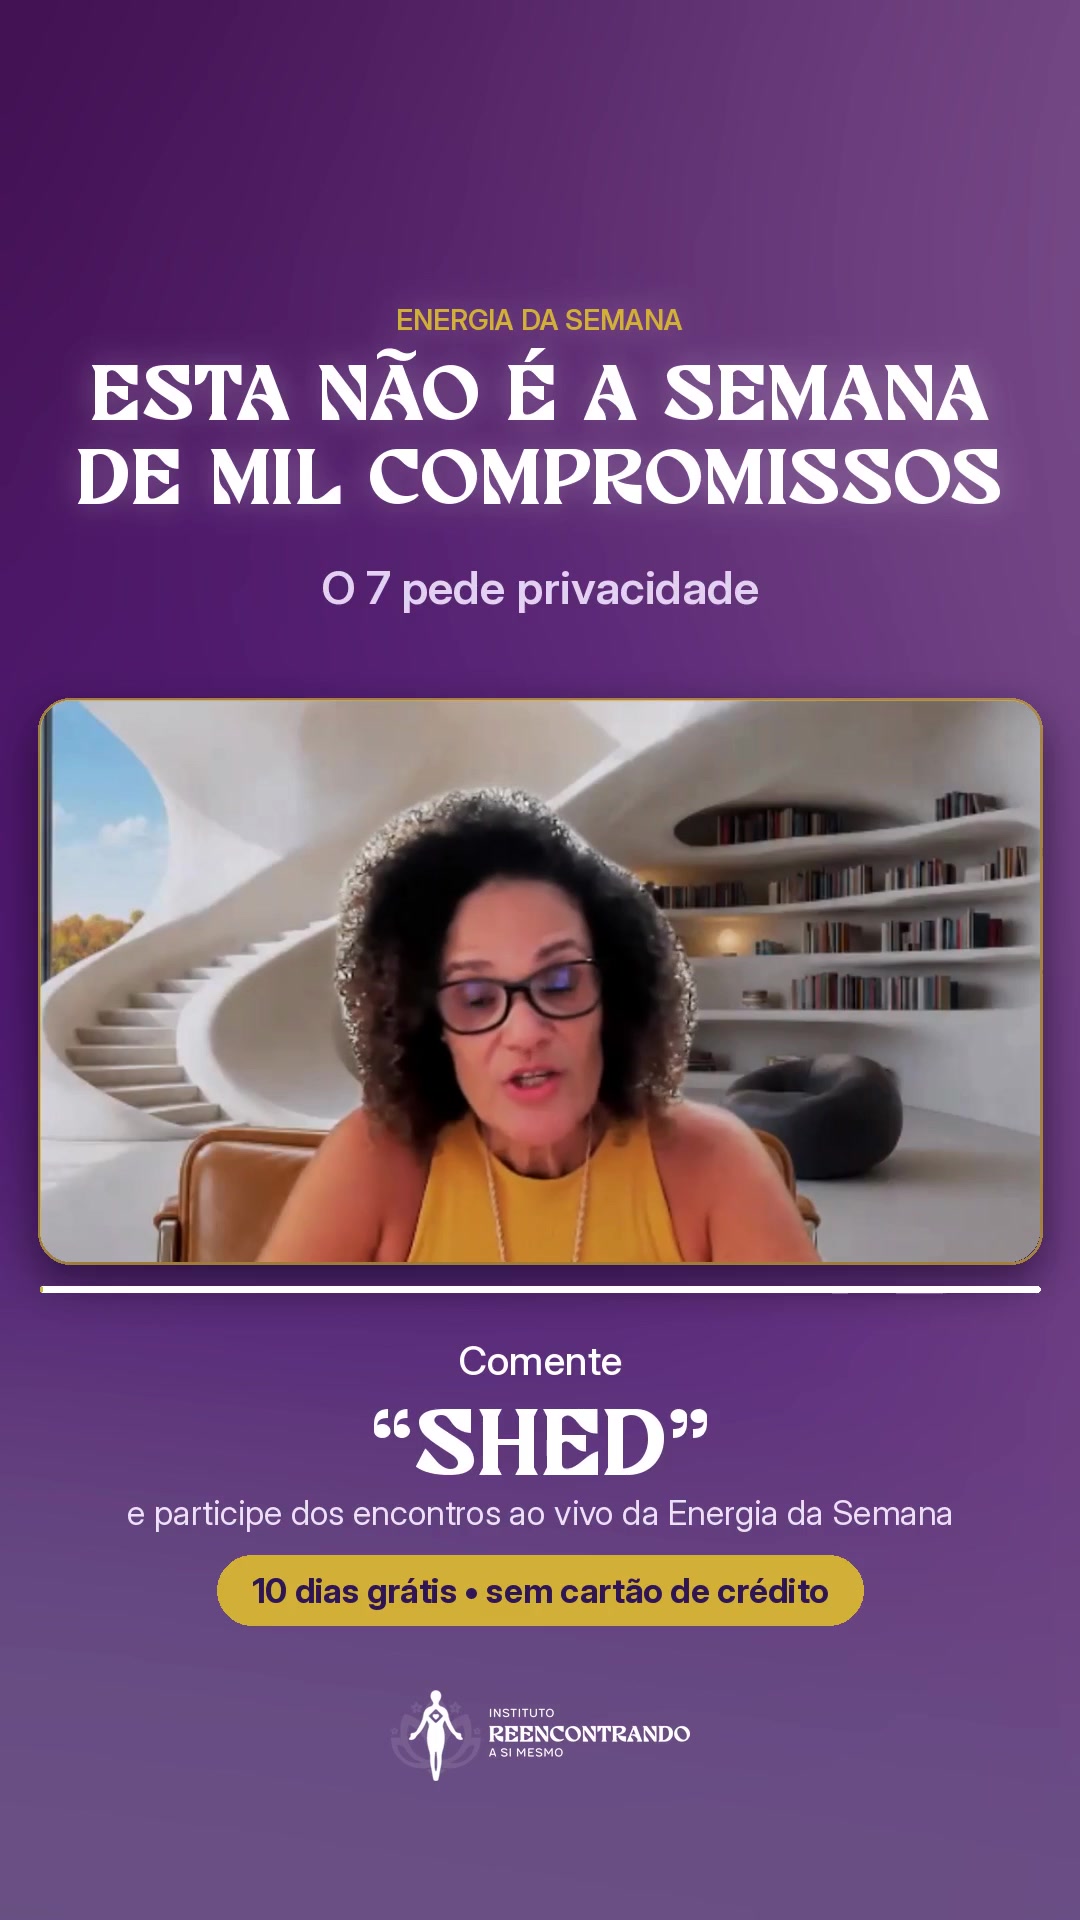 ENERGIA DA SEMANA
ESTA NÃO É A SEMANA
DE MIL COMPROMISSOS
O 7 pede privacidade
Comente
“SHED”
e participe dos encontros ao vivo da Energia da Semana
10 dias grátis • sem cartão de crédito
INSTITUTO
REENCONTRANDO
A SI MESMO